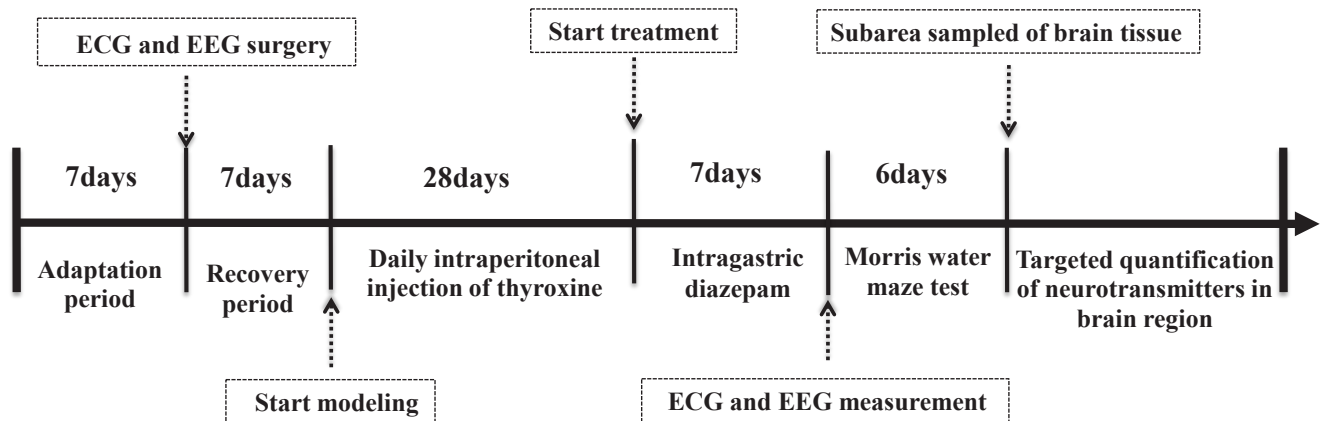 ECG and EEG surgery
Start treatment
Subarea sampled of brain tissue
7days
7days
28days
7days
6days
Adaptation
period
Recovery
period
Daily intraperitoneal
injection of thyroxine
Intragastric
diazepam
Morris water
maze test
Targeted quantification
of neurotransmitters in
brain region
Start modeling
ECG and EEG measurement